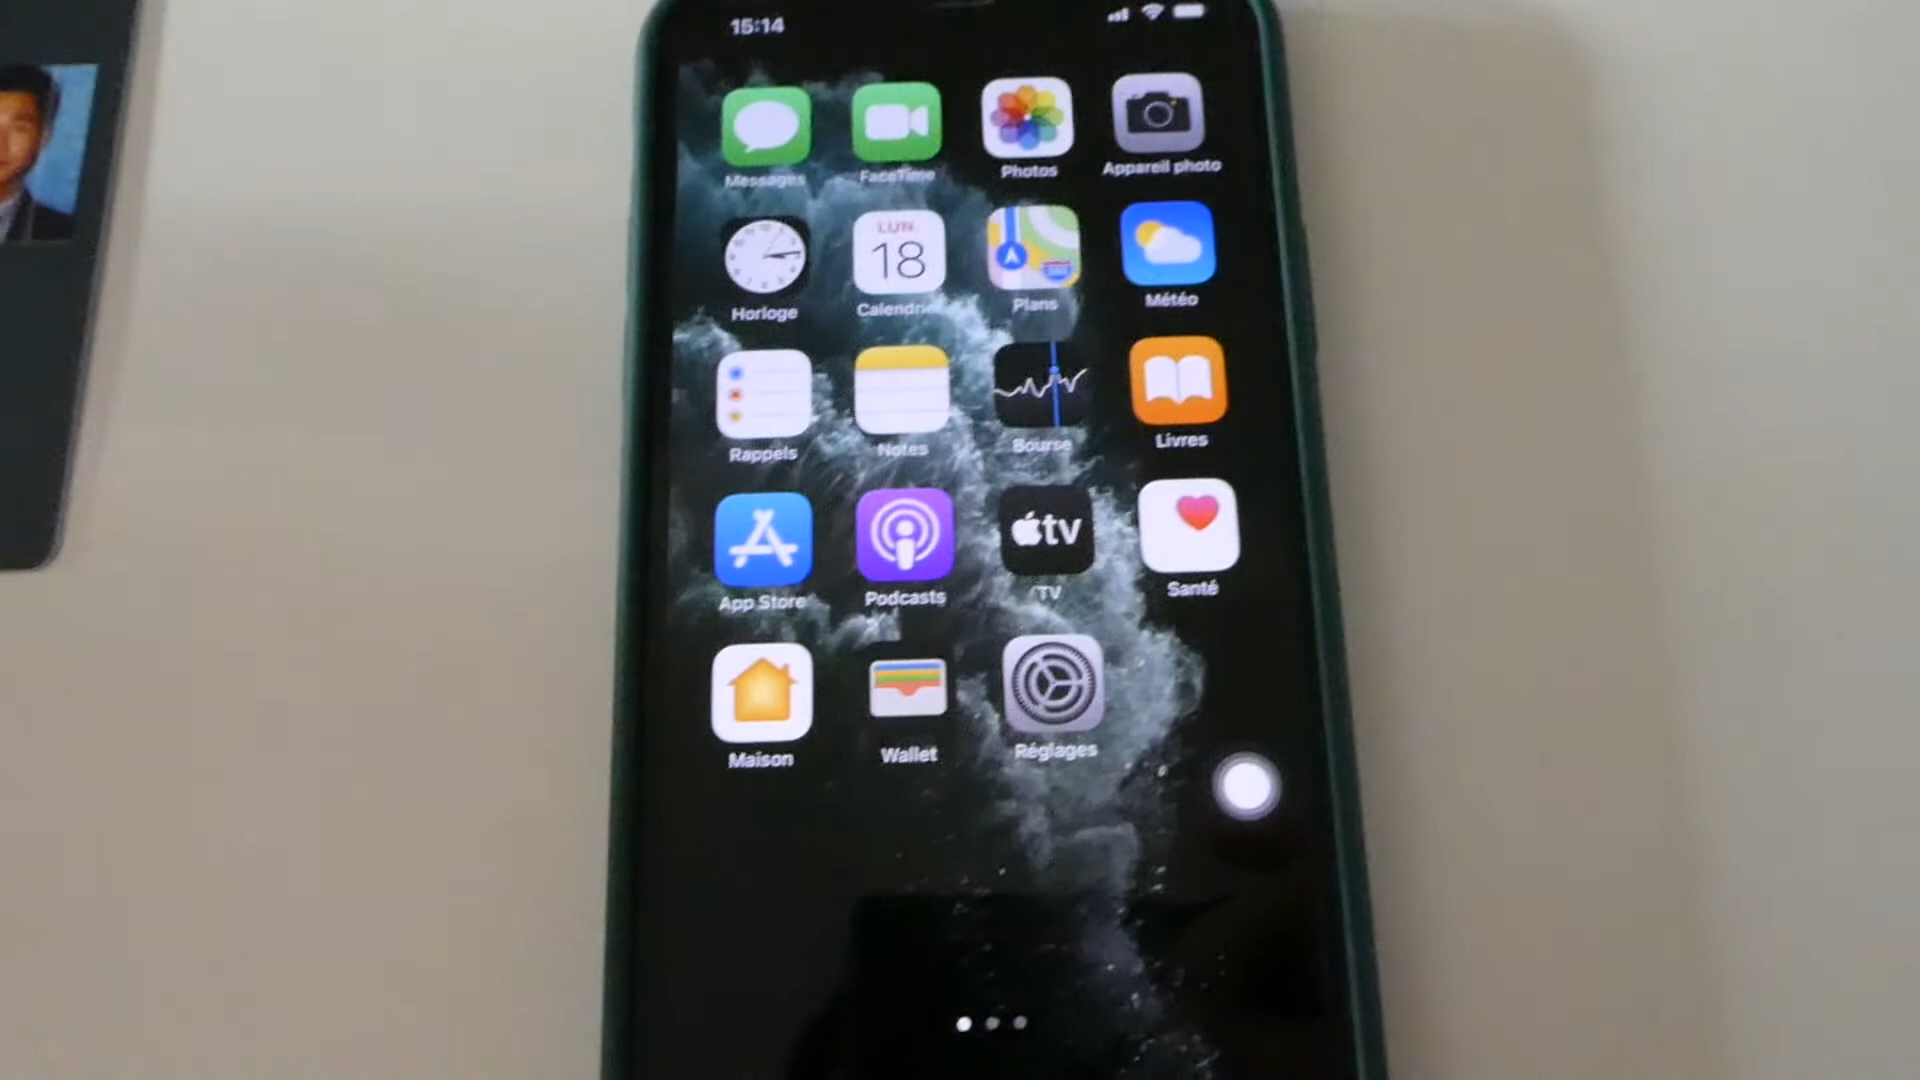 15:14
Messages FaceTime Photos Appareil photo
LUN.
18
Horloge Calendrier Plans Météo
Rappels Notes Bourse Livres
tv
App Store Podcasts TV Santé
Maison Wallet Réglages